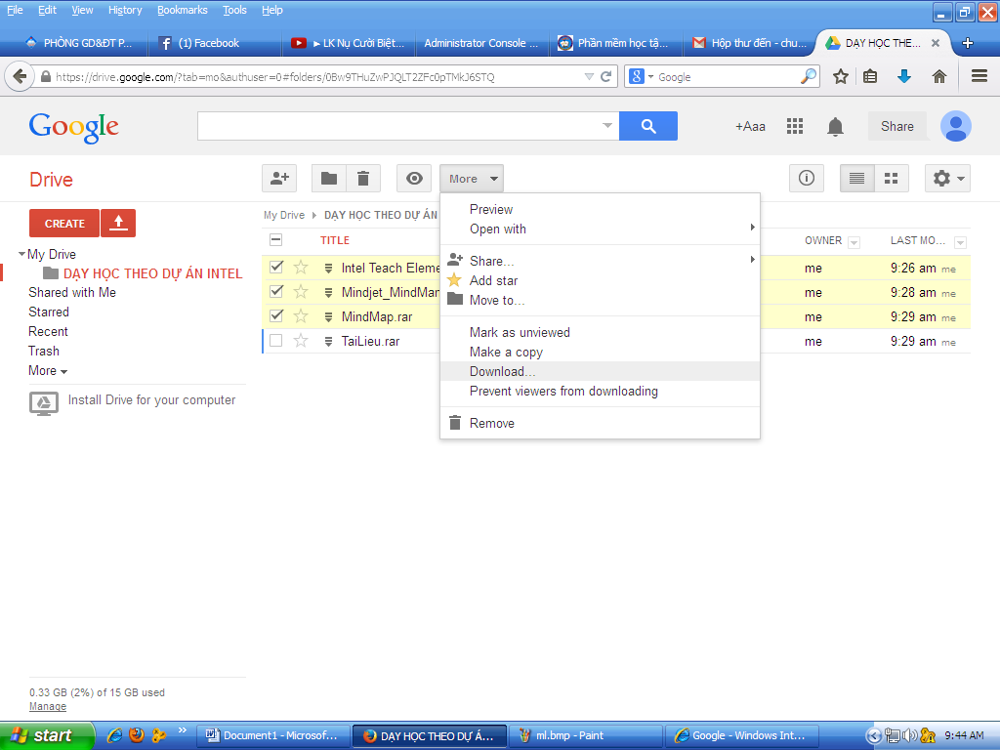 File Edit View History Bookmarks Tools Help
PHÒNG GD&ĐT P... (1) Facebook ► LK Nụ Cười Biệt... Administrator Console ... Phần mềm học tậ... Hộp thư đến - chu... DẠY HỌC THE...
https://drive.google.com/?tab=mo&authuser=0#folders/0Bw9THuZwPJQLT2ZFc0pTMkJ6STQ Google
Google +Aaa Share
Drive More
CREATE
My Drive
DẠY HỌC THEO DỰ ÁN INTEL
Shared with Me
Starred
Recent
Trash
More
Install Drive for your computer
My Drive DẠY HỌC THEO DỰ ÁN
TITLE OWNER LAST MO...
Intel Teach Eleme me 9:26 am me
Mindjet_MindMan me 9:28 am me
MindMap.rar me 9:29 am me
TaiLieu.rar me 9:29 am me
Preview
Open with
Share...
Add star
Move to...
Mark as unviewed
Make a copy
Download...
Prevent viewers from downloading
Remove
0.33 GB (2%) of 15 GB used
Manage
start Document1 - Microsof... DẠY HỌC THEO DỰ Á... ml.bmp - Paint Google - Windows Int... 9:44 AM